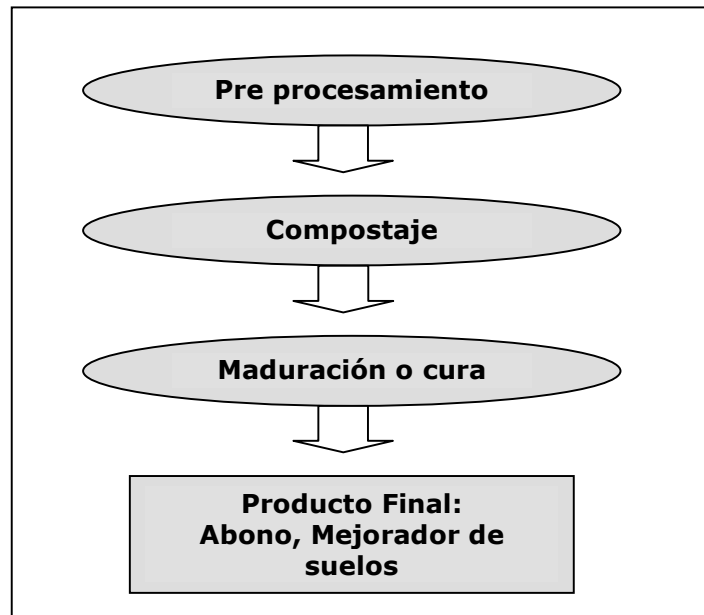 Pre procesamiento
Compostaje
Maduración o cura
Producto Final:
Abono, Mejorador de
suelos